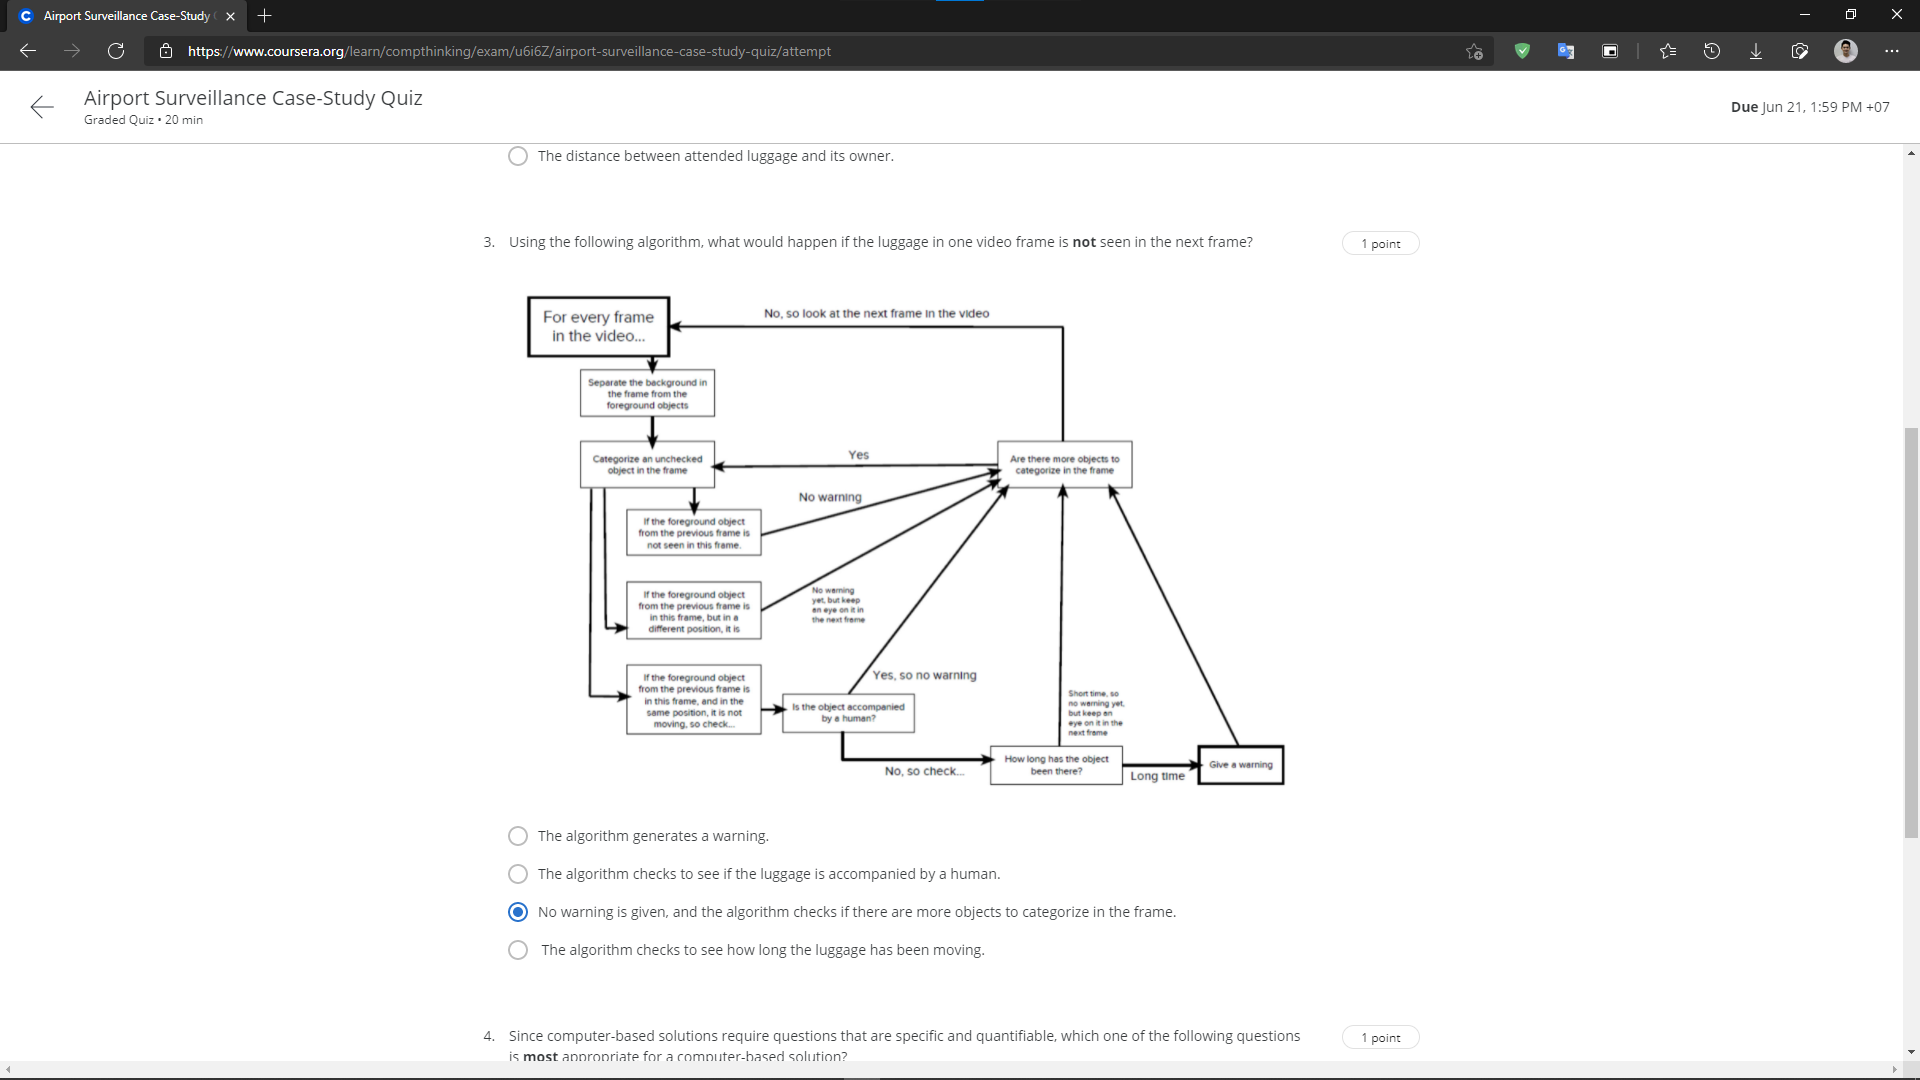 Airport Surveillance Case-Study
https://www.coursera.org/learn/compthinking/exam/u6i6Z/airport-surveillance-case-study-quiz/attempt
Airport Surveillance Case-Study Quiz
Graded Quiz • 20 min
Due Jun 21, 1:59 PM +07
The distance between attended luggage and its owner.
3. Using the following algorithm, what would happen if the luggage in one video frame is not seen in the next frame?
1 point
For every frame
in the video...
No, so look at the next frame in the video
Separate the background in
the frame from the
foreground objects
Categorize an unchecked
object in the frame
Yes
Are there more objects to
categorize in the frame
No warning
If the foreground object
from the previous frame is
not seen in this frame.
If the foreground object
from the previous frame is
in this frame, but in a
different position, it is
No warning
yet, but keep
an eye on it in
the next frame
If the foreground object
from the previous frame is
in this frame, and in the
same position, it is not
moving, so check...
Yes, so no warning
Is the object accompanied
by a human?
Short time, so
no warning yet,
but keep an
eye on it in the
next frame
No, so check...
How long has the object
been there?
Long time
Give a warning
The algorithm generates a warning.
The algorithm checks to see if the luggage is accompanied by a human.
No warning is given, and the algorithm checks if there are more objects to categorize in the frame.
The algorithm checks to see how long the luggage has been moving.
4. Since computer-based solutions require questions that are specific and quantifiable, which one of the following questions
is most appropriate for a computer-based solution?
1 point